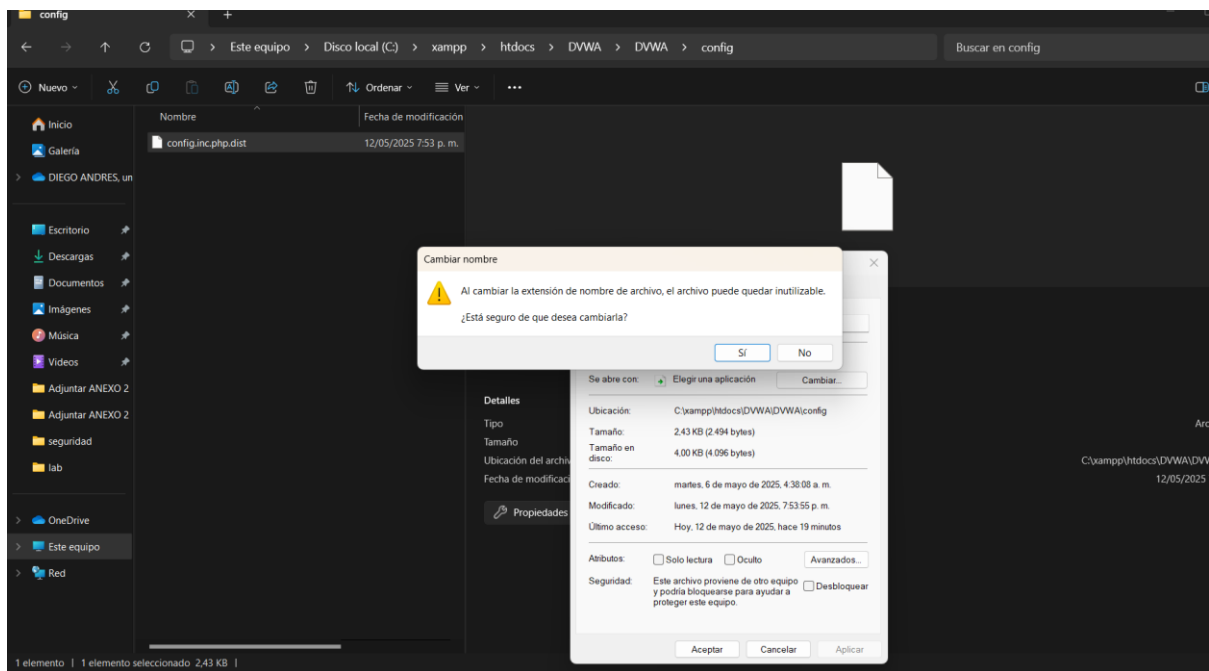 config
Este equipo > Disco local (C:) > xampp > htdocs > DVWA > DVWA > config
Buscar en config
Nuevo
Ordenar
Ver
Nombre
Fecha de modificación
config.inc.php.dist
12/05/2025 7:53 p. m.
Inicio
Galería
DIEGO ANDRES, un
Escritorio
Descargas
Documentos
Imágenes
Música
Videos
Adjuntar ANEXO 2
Adjuntar ANEXO 2
seguridad
lab
OneDrive
Este equipo
Red
Cambiar nombre
Al cambiar la extensión de nombre de archivo, el archivo puede quedar inutilizable.
¿Está seguro de que desea cambiarla?
Sí
No
Detalles
Tipo
Arc
Tamaño
Ubicación del archiv
C:\xampp\htdocs\DVWA\DVW
Fecha de modificaci
12/05/2025
Propiedades
Se abre con:
Elegir una aplicación
Cambiar...
Ubicación:
C:\xampp\htdocs\DVWA\DVWA\config
Tamaño:
2,43 KB (2.494 bytes)
Tamaño en
disco:
4,00 KB (4.096 bytes)
Creado:
martes, 6 de mayo de 2025, 4:38:08 a. m.
Modificado:
lunes, 12 de mayo de 2025, 7:53:55 p. m.
Último acceso:
Hoy, 12 de mayo de 2025, hace 19 minutos
Atributos:
Solo lectura
Oculto
Avanzados...
Seguridad:
Este archivo proviene de otro equipo
y podría bloquearse para ayudar a
proteger este equipo.
Desbloquear
Aceptar
Cancelar
Aplicar
1 elemento | 1 elemento seleccionado 2,43 KB |